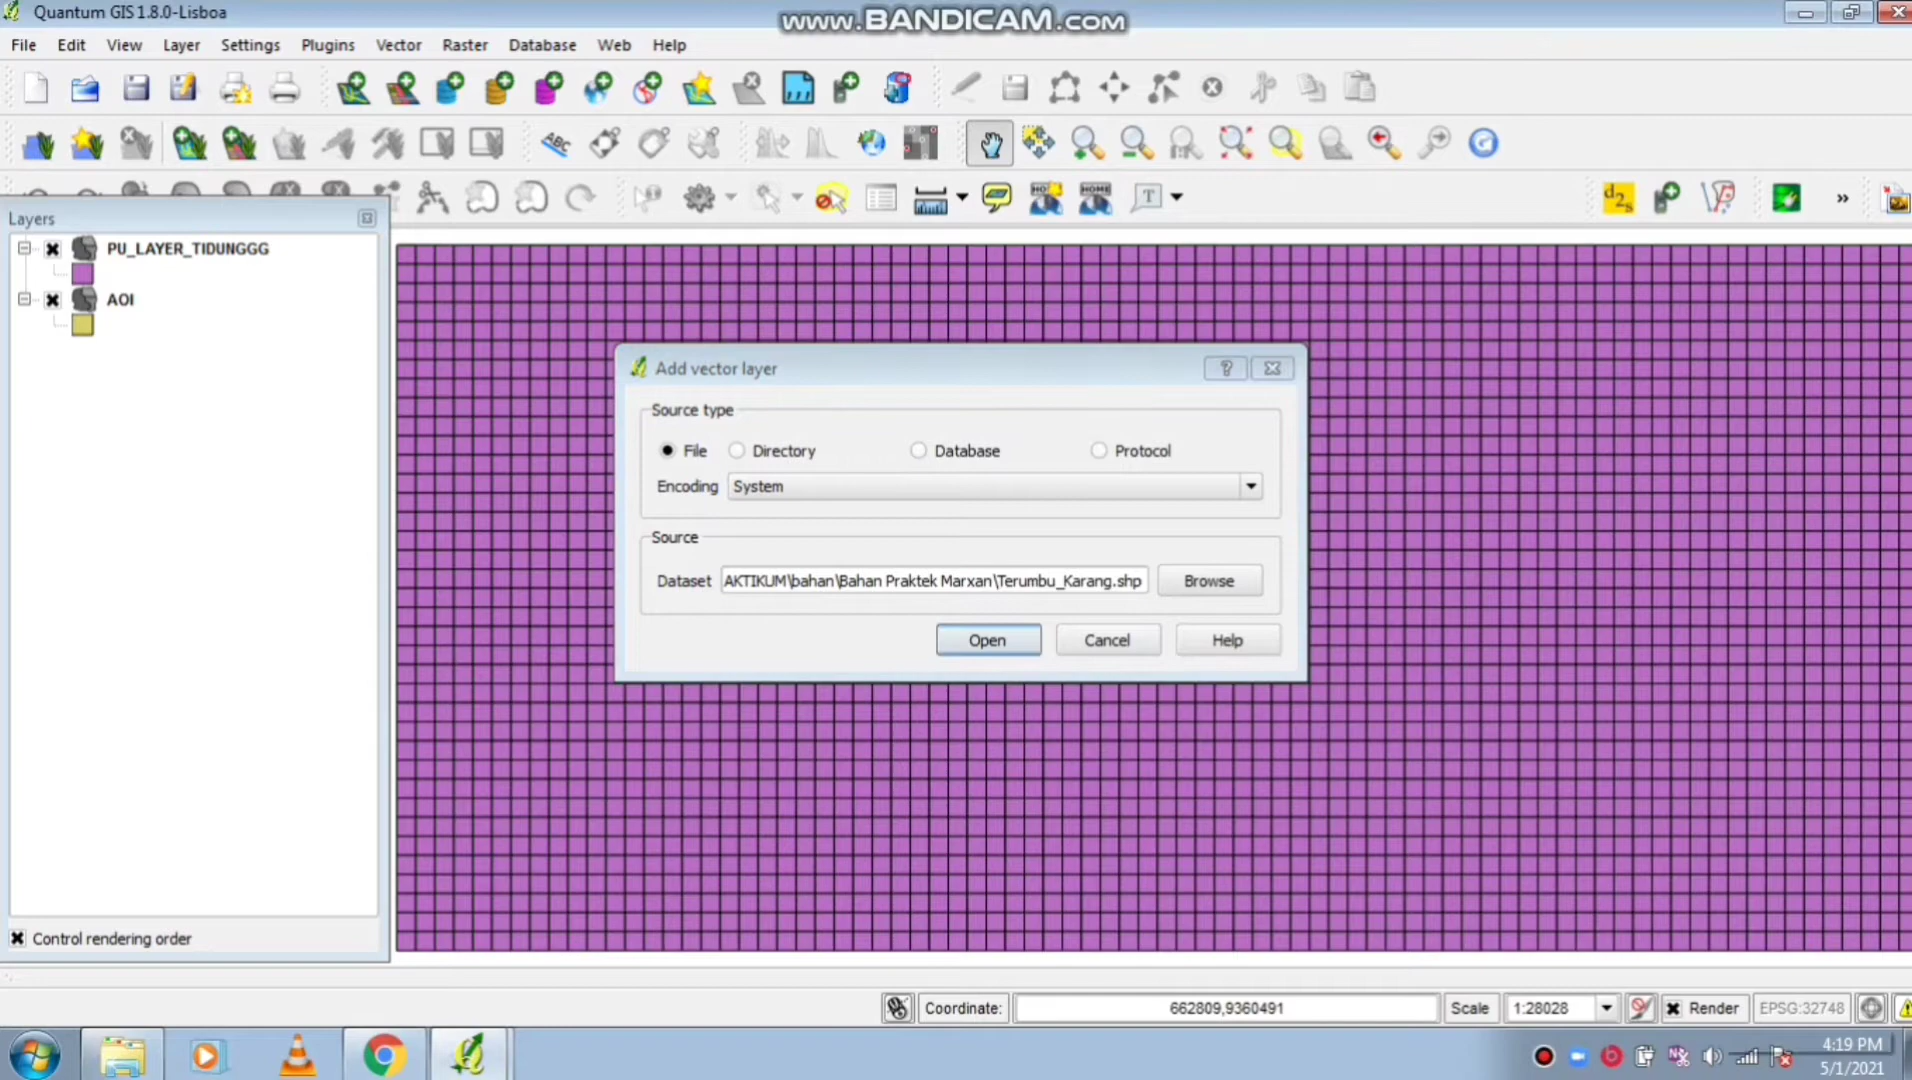 Quantum GIS 1.8.0-Lisboa
www.BANDICAM.com
File Edit View Layer Settings Plugins Vector Raster Database Web Help
ABC
HOME
T
d2s
»
Layers
PU_LAYER_TIDUNGGG
AOI
Control rendering order
Add vector layer
?
Source type
File Directory Database Protocol
Encoding System
Source
Dataset AKTIKUM\bahan\Bahan Praktek Marxan\Terumbu_Karang.shp Browse
Open Cancel Help
Coordinate: 662809,9360491 Scale 1:28028 Render EPSG:32748
4:19 PM
5/1/2021